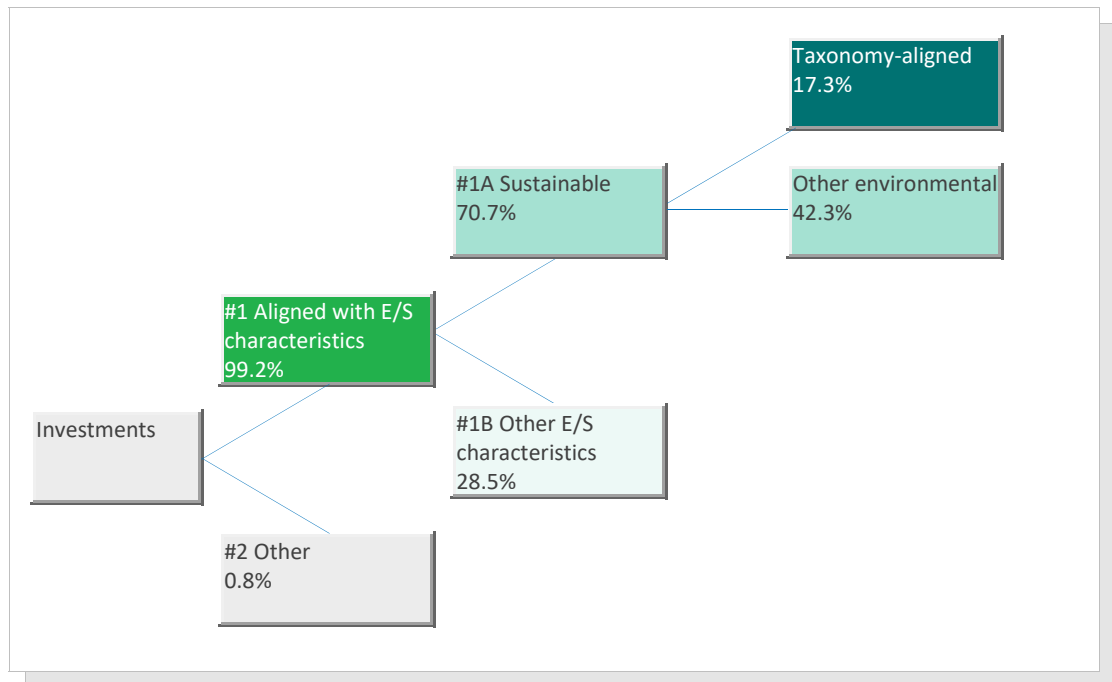 Taxonomy-aligned
17.3%
#1A Sustainable
70.7%
Other environmental
42.3%
#1 Aligned with E/S
characteristics
99.2%
Investments
#1B Other E/S
characteristics
28.5%
#2 Other
0.8%